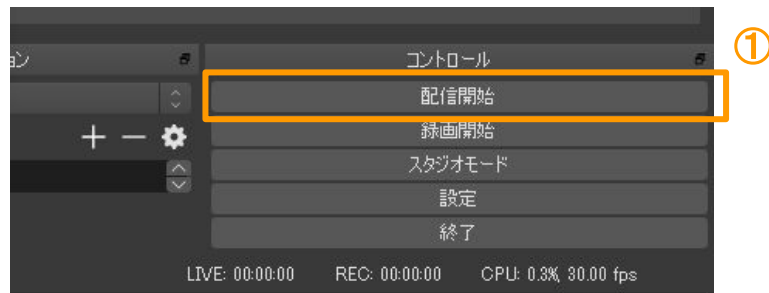 ョン
コントロール
①
配信開始
録画開始
スタジオモード
設定
終了
LIVE: 00:00:00 REC: 00:00:00 CPU: 0.3%, 30.00 fps